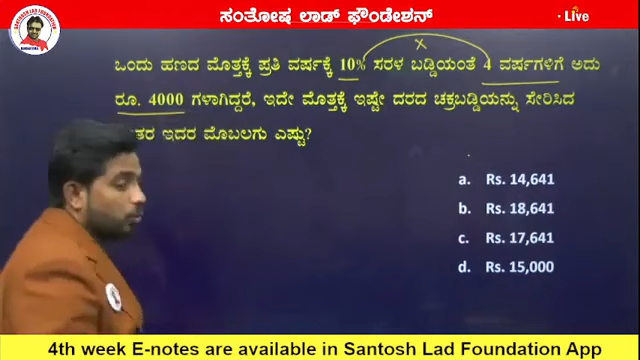 ಸಂತೋಷ ಲಾಡ್ ಫೌಂಡೇಶನ್
Live
ಒಂದು ಹಣದ ಮೊತ್ತಕ್ಕೆ ಪ್ರತಿ ವರ್ಷಕ್ಕೆ 10% ಸರಳ ಬಡ್ಡಿಯಂತೆ 4 ವರ್ಷಗಳಿಗೆ ಅದು
ರೂ. 4000 ಗಳಾಗಿದ್ದರೆ, ಇದೇ ಮೊತ್ತಕ್ಕೆ ಇಷ್ಟೇ ದರದ ಚಕ್ರಬಡ್ಡಿಯನ್ನು ಸೇರಿಸಿದ
ಇದರ ಮೊಬಲಗು ಎಷ್ಟು?
a. Rs. 14,641
b. Rs. 18,641
c. Rs. 17,641
d. Rs. 15,000
4th week E-notes are available in Santosh Lad Foundation App